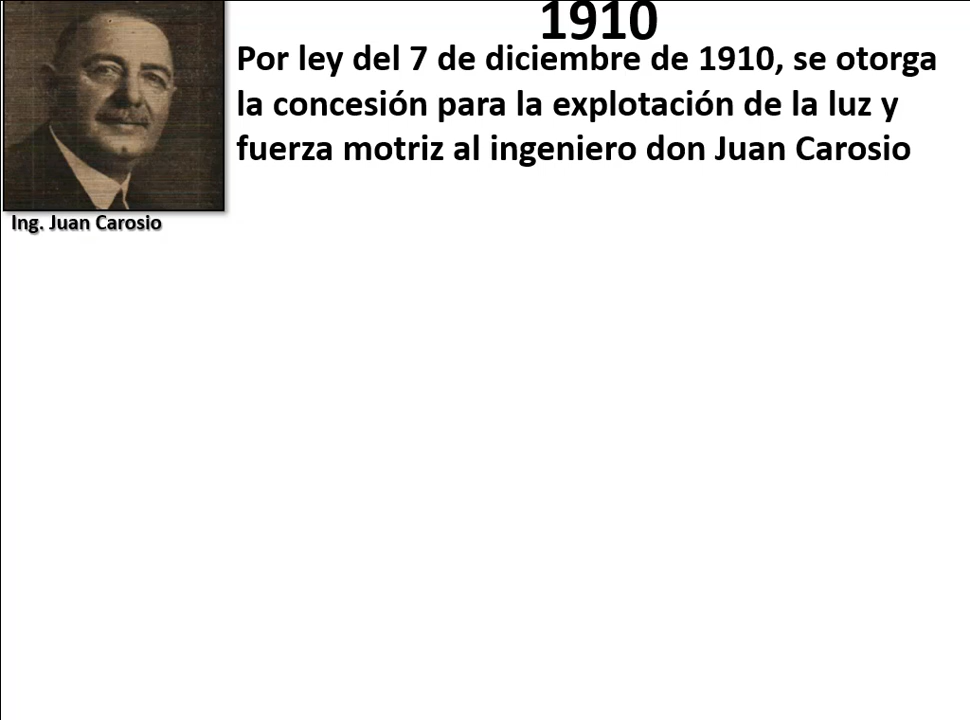 1910
Por ley del 7 de diciembre de 1910, se otorga
la concesión para la explotación de la luz y
fuerza motriz al ingeniero don Juan Carosio
Ing. Juan Carosio